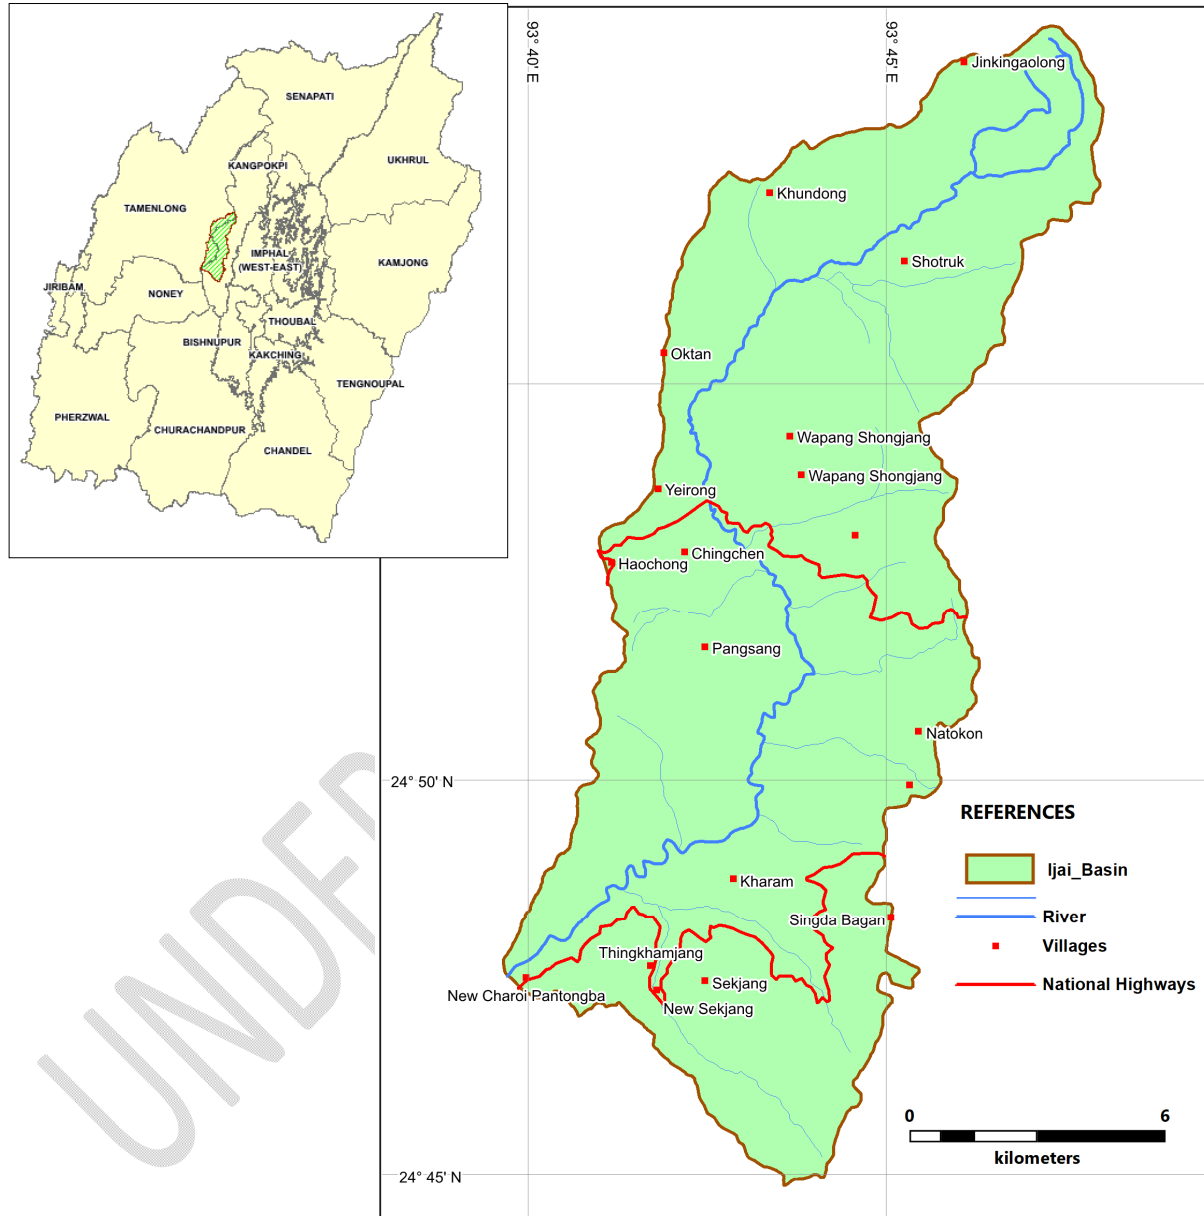 SENAPATI
UKHRUL
KANGPOKPI
TAMENLONG
IMPHAL
(WEST-EAST)
KAMJONG
JIRIBAM
NONEY
THOUBAL
BISHNUPUR
KAKCHING
TENGNOUPAL
PHERZWAL
CHURACHANDPUR
CHANDEL
93° 40' E
93° 45' E
Jinkingaolong
Khundong
Shotruk
Oktan
Wapang Shongjang
Wapang Shongjang
Yeirong
Chingchen
Haochong
Pangsang
Natokon
24° 50' N
Kharam
Singda Bagan
Thingkhamjang
Sekjang
New Charoi Pantongba
New Sekjang
24° 45' N
REFERENCES
Ijai_Basin
River
Villages
National Highways
0 6
kilometers
UNDER